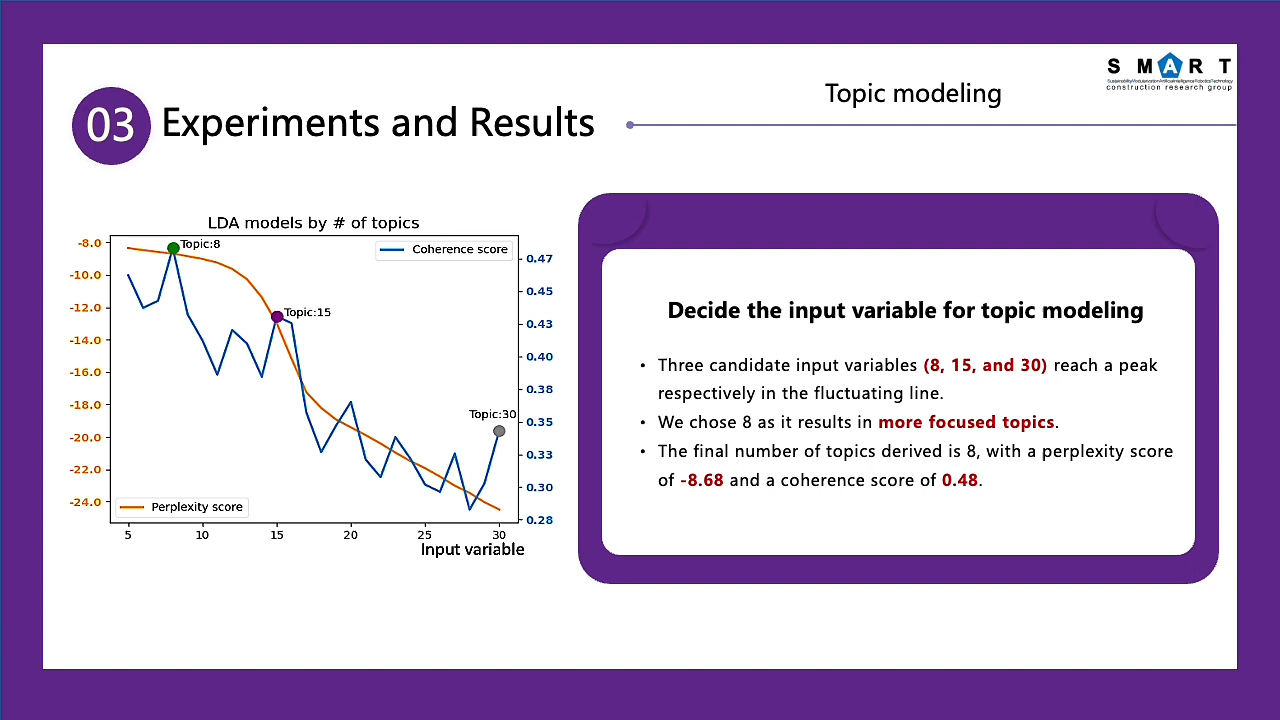 SMART
construction research group
Topic modeling
03 Experiments and Results
LDA models by # of topics
Topic:8
Coherence score
Topic:15
Topic:30
Perplexity score
-8.0
-10.0
-12.0
-14.0
-16.0
-18.0
-20.0
-22.0
-24.0
0.47
0.45
0.43
0.40
0.38
0.35
0.33
0.30
0.28
5 10 15 20 25 30
Input variable
Decide the input variable for topic modeling
• Three candidate input variables (8, 15, and 30) reach a peak
respectively in the fluctuating line.
• We chose 8 as it results in more focused topics.
• The final number of topics derived is 8, with a perplexity score
of -8.68 and a coherence score of 0.48.